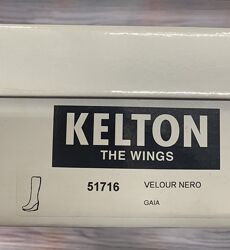 KELTON
THE WINGS
51716 VELOUR NERO
GAIA